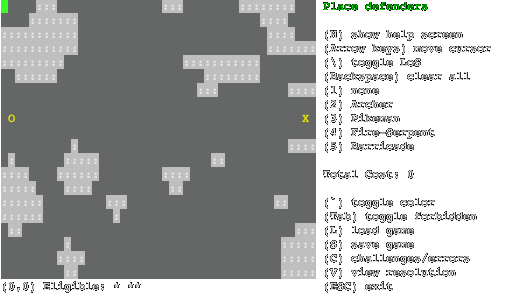 Place defenders
(H) show help screen
(Arrow keys) move cursor
(\) toggle LoS
(Backspace) clear all
(1) none
(2) Archer
(3) Pikeman
(4) Fire-Serpent
(5) Barricade
O
X
Total Cost: 0
(`) toggle color
(Tab) toggle forbidden
(L) load game
(S) save game
(C) challenges/errors
(V) view resolution
(0,0) Eligible: * **
(ESC) exit